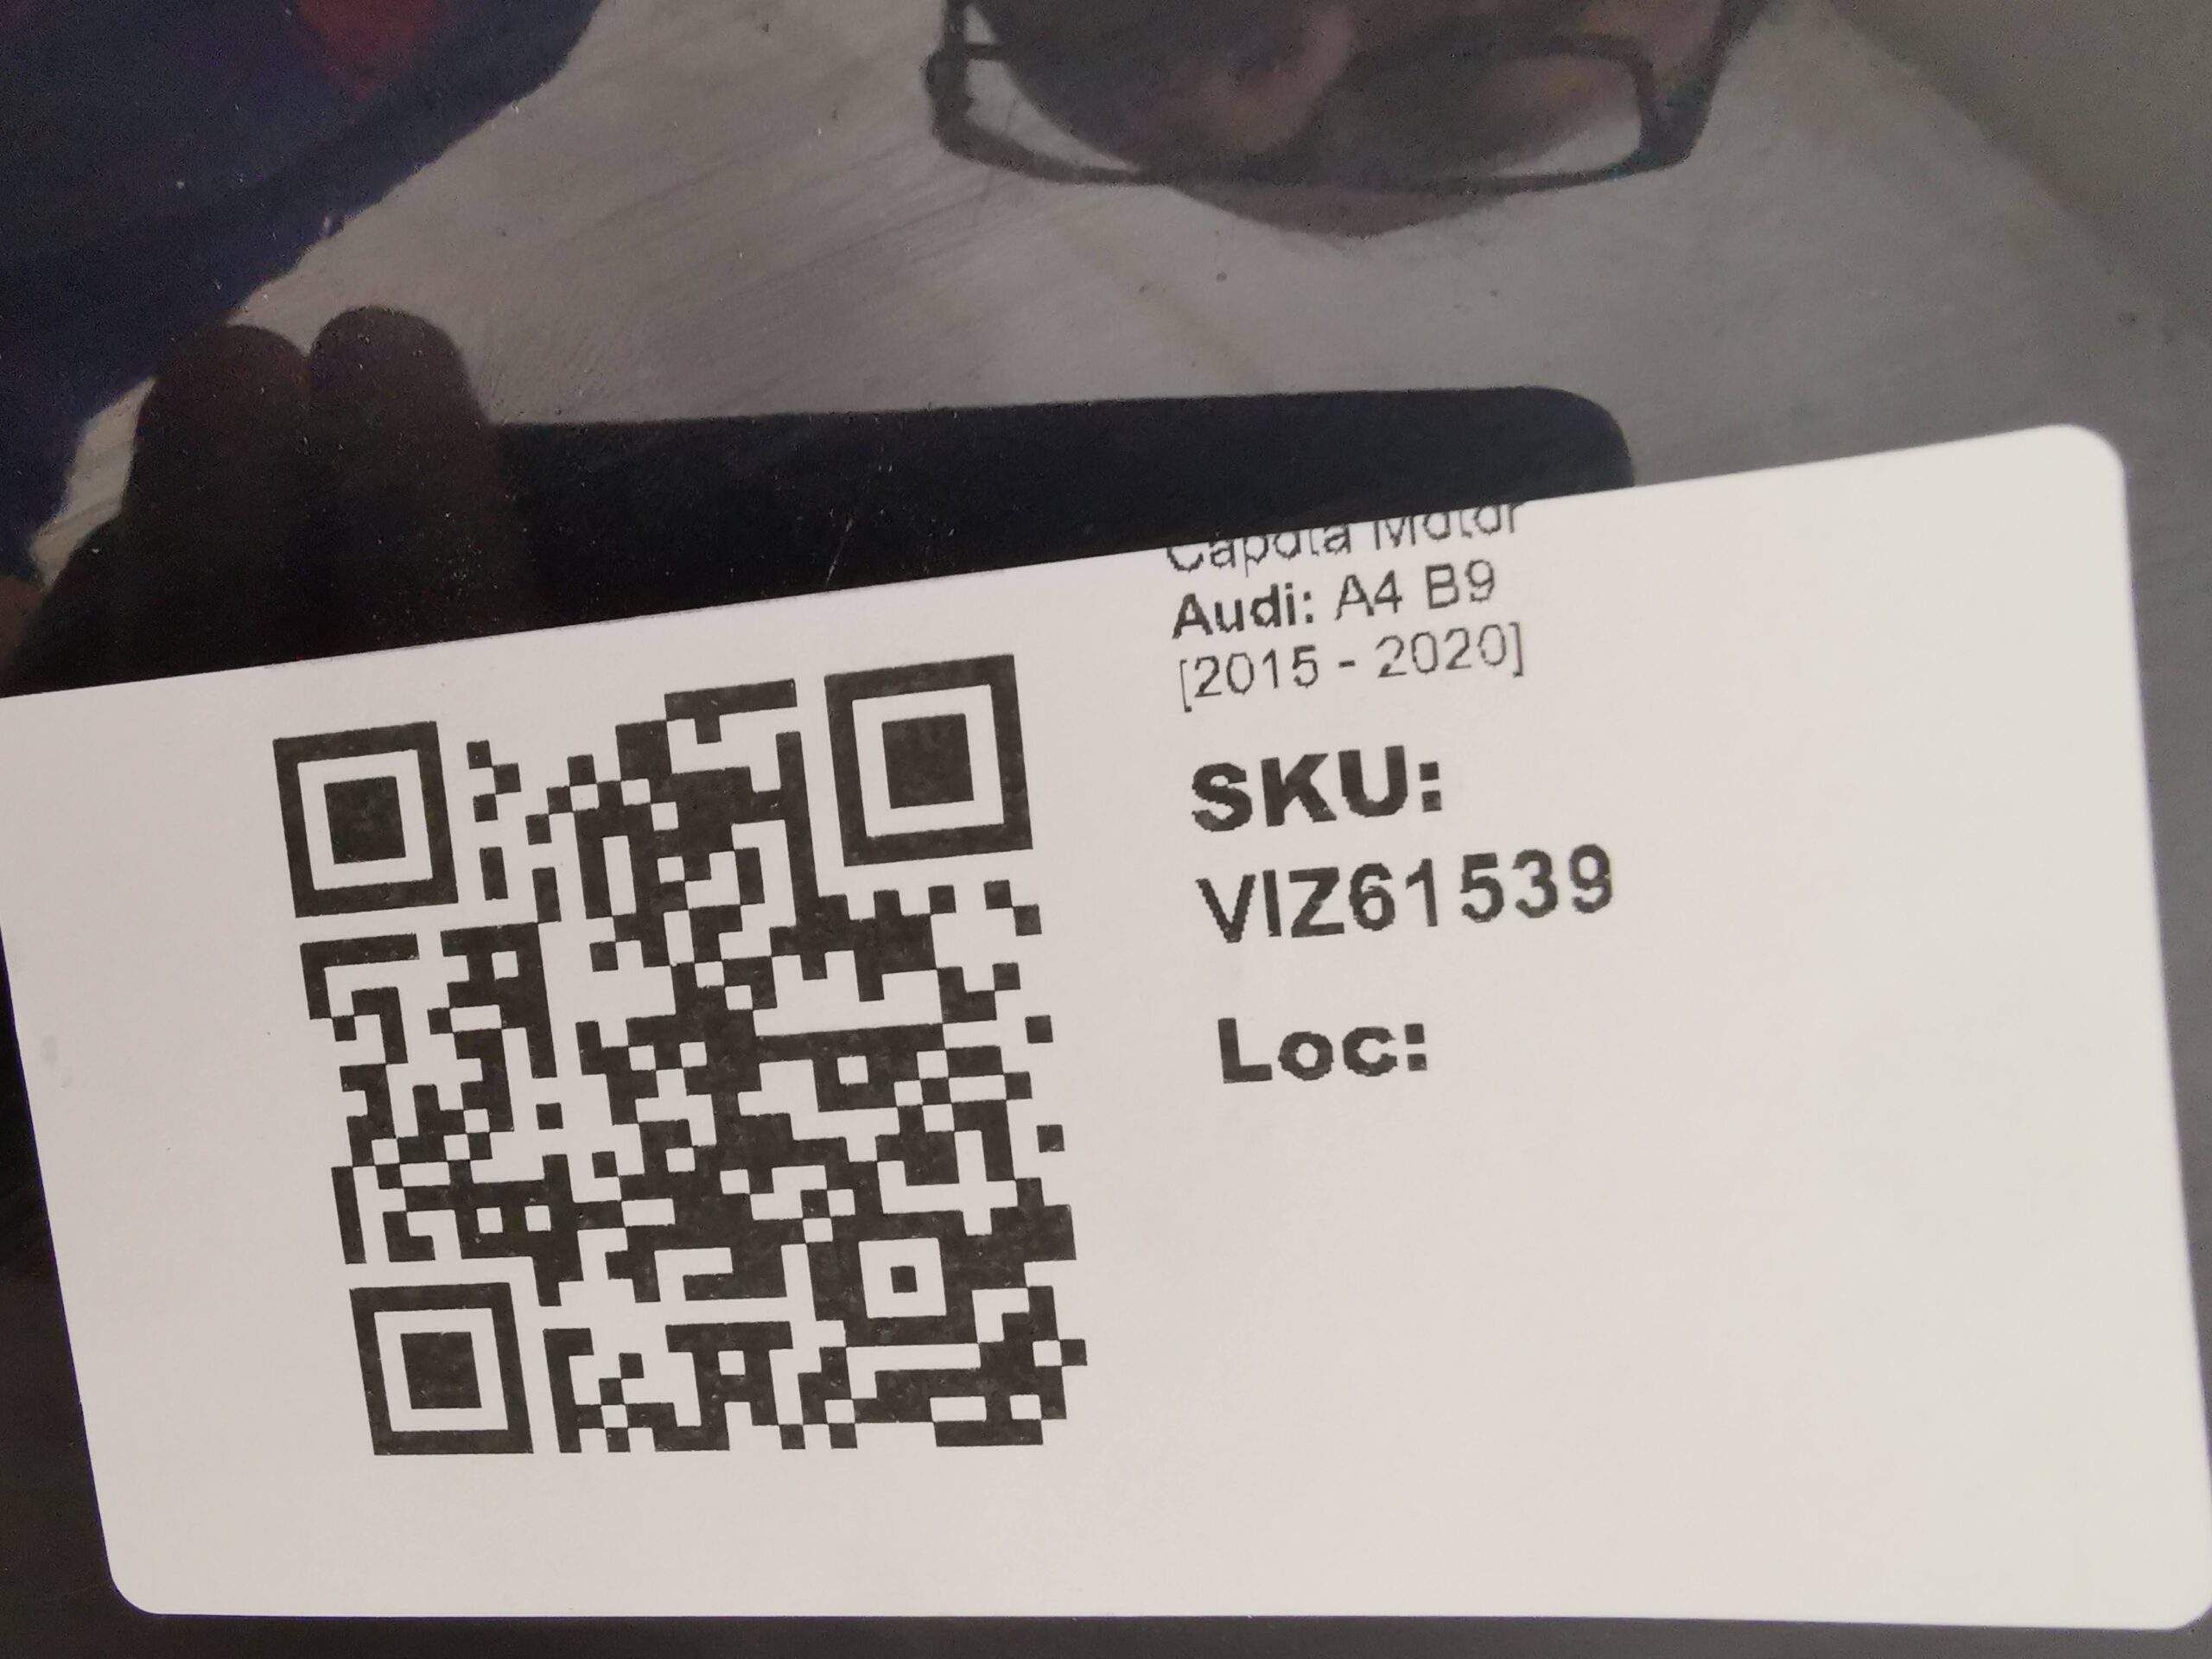 Capota Motor
Audi: A4 B9
[2015 - 2020]
SKU:
VIZ61539
Loc: